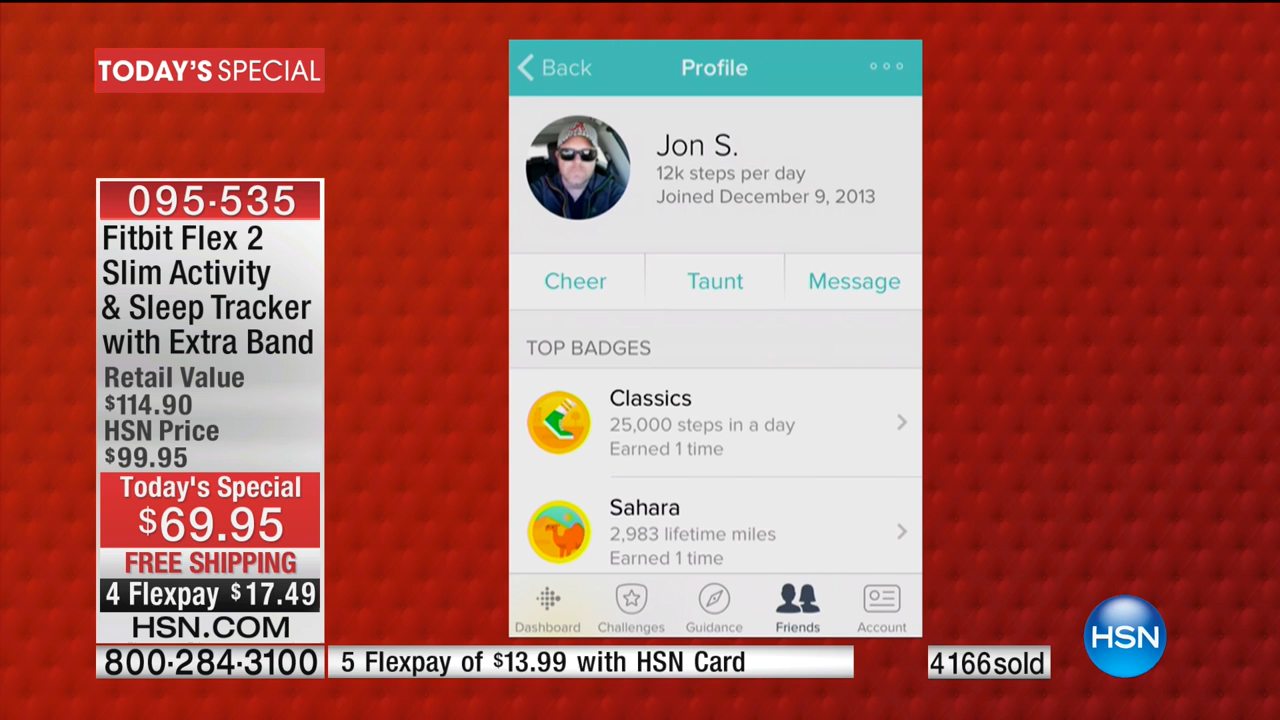 TODAY'S SPECIAL
095-535
Fitbit Flex 2
Slim Activity
& Sleep Tracker
with Extra Band
Retail Value
$114.90
HSN Price
$99.95
Today's Special
$69.95
FREE SHIPPING
4 Flexpay $17.49
HSN.COM
800-284-3100
5 Flexpay of $13.99 with HSN Card
4166sold
HSN
Back Profile
Jon S.
12k steps per day
Joined December 9, 2013
Cheer Taunt Message
TOP BADGES
Classics
25,000 steps in a day
Earned 1 time
Sahara
2,983 lifetime miles
Earned 1 time
Dashboard Challenges Guidance Friends Account